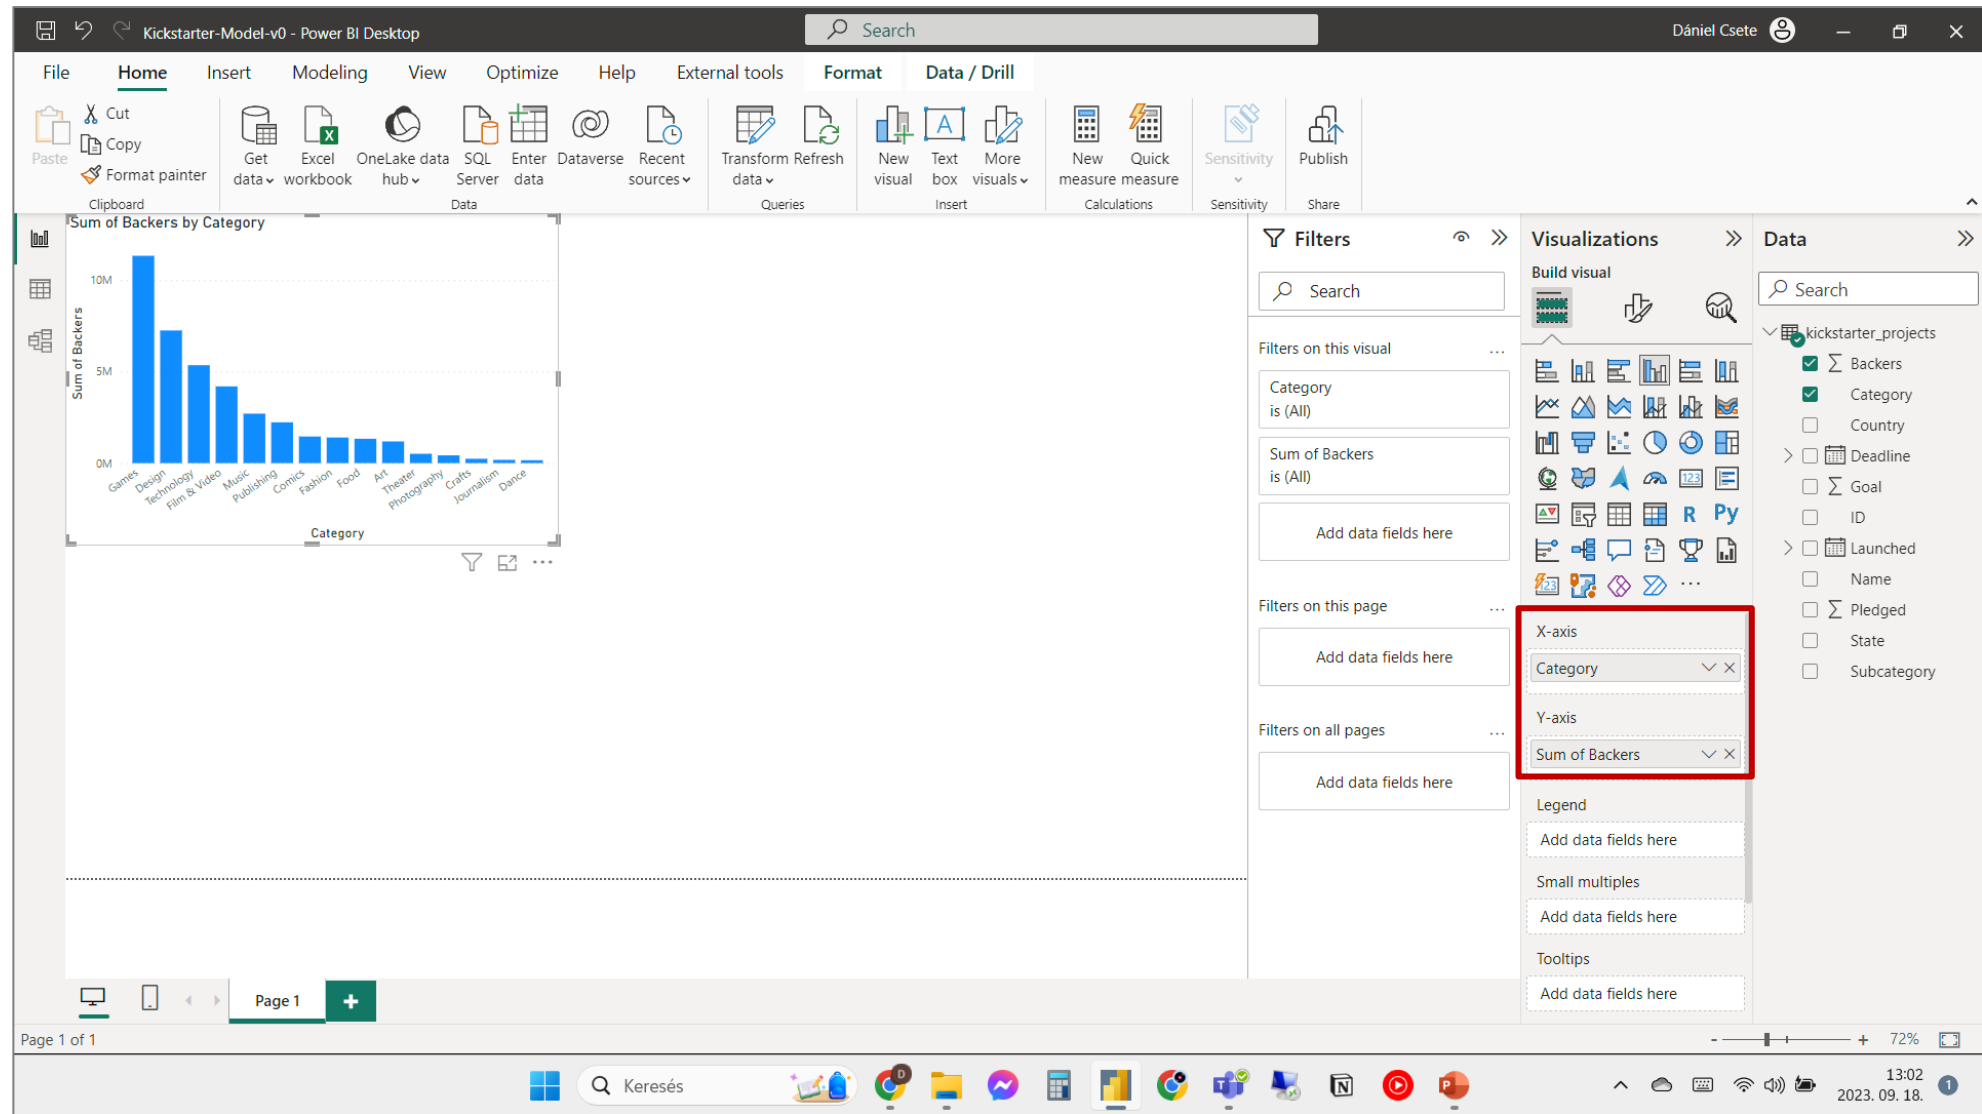 Kickstarter-Model-v0 - Power BI Desktop
Search
Dániel Csete
File Home Insert Modeling View Optimize Help External tools Format Data / Drill
Paste
Cut
Copy
Format painter
Clipboard
Get data
Excel workbook
OneLake data hub
SQL Server
Enter data
Dataverse
Recent sources
Data
Transform data
Refresh
Queries
New visual
Text box
More visuals
Insert
New measure
Quick measure
Calculations
Sensitivity
Sensitivity
Publish
Share
Sum of Backers by Category
10M
5M
0M
Sum of Backers
Games
Design
Technology
Film & Video
Music
Publishing
Comics
Fashion
Food
Art
Theater
Photography
Crafts
Journalism
Dance
Category
Filters
Search
Filters on this visual
Category
is (All)
Sum of Backers
is (All)
Add data fields here
Filters on this page
Add data fields here
Filters on all pages
Add data fields here
Visualizations
Build visual
123
R Py
123
X-axis
Category
Y-axis
Sum of Backers
Legend
Add data fields here
Small multiples
Add data fields here
Tooltips
Add data fields here
Data
Search
kickstarter_projects
Backers
Category
Country
Deadline
Goal
ID
Launched
Name
Pledged
State
Subcategory
Page 1
Page 1 of 1
72%
Keresés
13:02
2023. 09. 18.
1